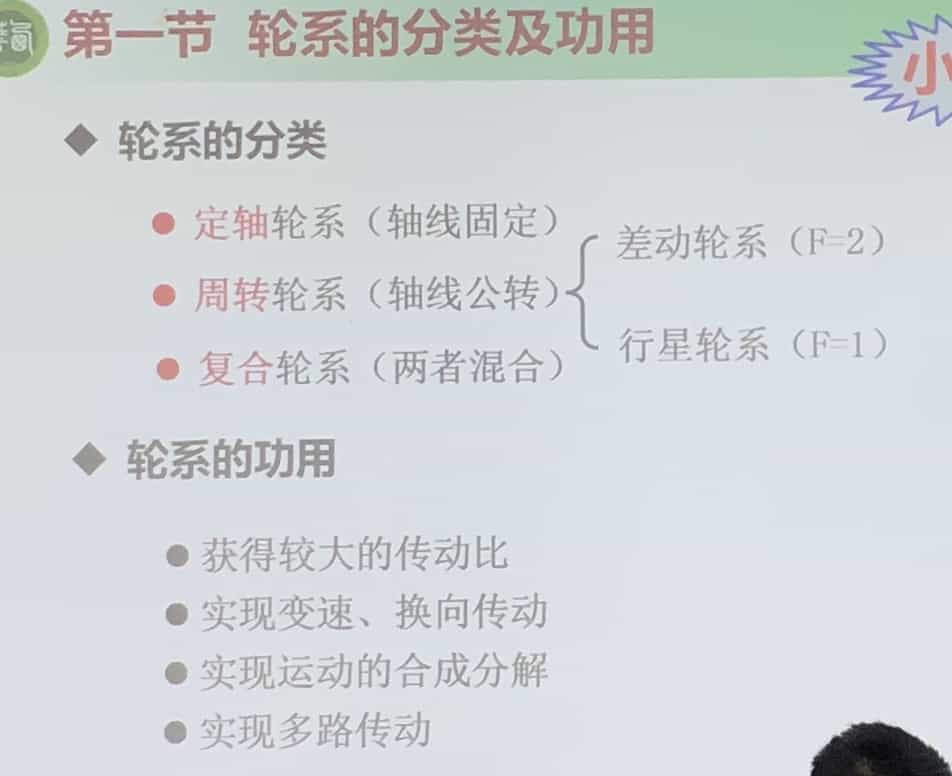 第一节 轮系的分类及功用
小
◆ 轮系的分类
● 定轴轮系（轴线固定）
● 周转轮系（轴线公转）
差动轮系（F=2）
行星轮系（F=1）
● 复合轮系（两者混合）
◆ 轮系的功用
● 获得较大的传动比
● 实现变速、换向传动
● 实现运动的合成分解
● 实现多路传动